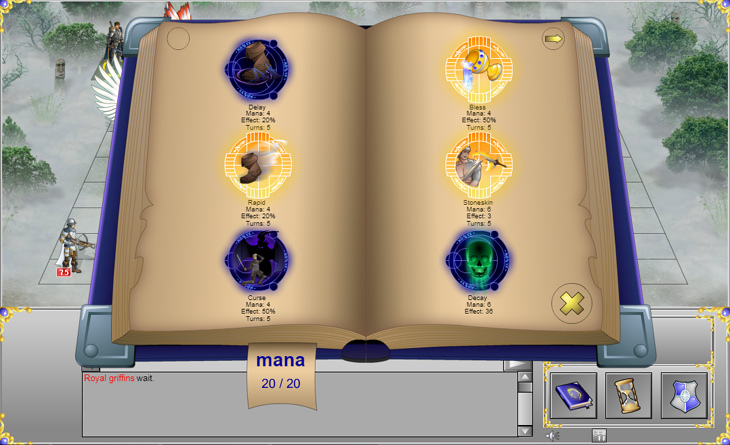 Delay
Mana: 4
Effect: 20%
Turns: 5
Rapid
Mana: 4
Effect: 20%
Turns: 5
Curse
Mana: 4
Effect: 50%
Turns: 5
Bless
Mana: 4
Effect: 50%
Turns: 5
Stoneskin
Mana: 6
Effect: 3
Turns: 5
Decay
Mana: 6
Effect: 36
75
mana
20 / 20
Royal griffins wait.